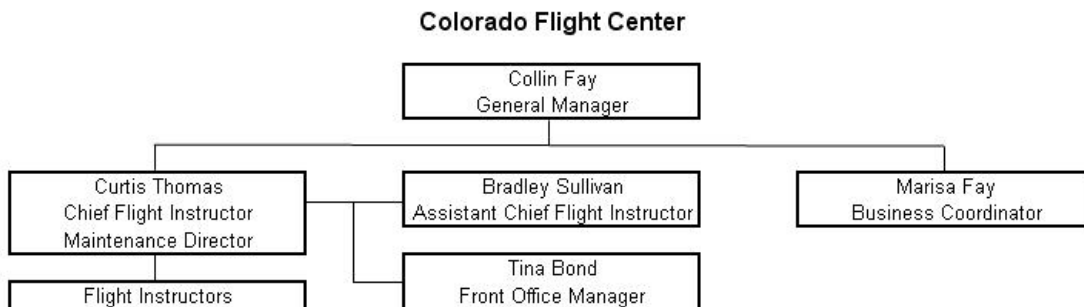 Colorado Flight Center
Collin Fay
General Manager
Curtis Thomas
Chief Flight Instructor
Maintenance Director
Bradley Sullivan
Assistant Chief Flight Instructor
Marisa Fay
Business Coordinator
Flight Instructors
Tina Bond
Front Office Manager